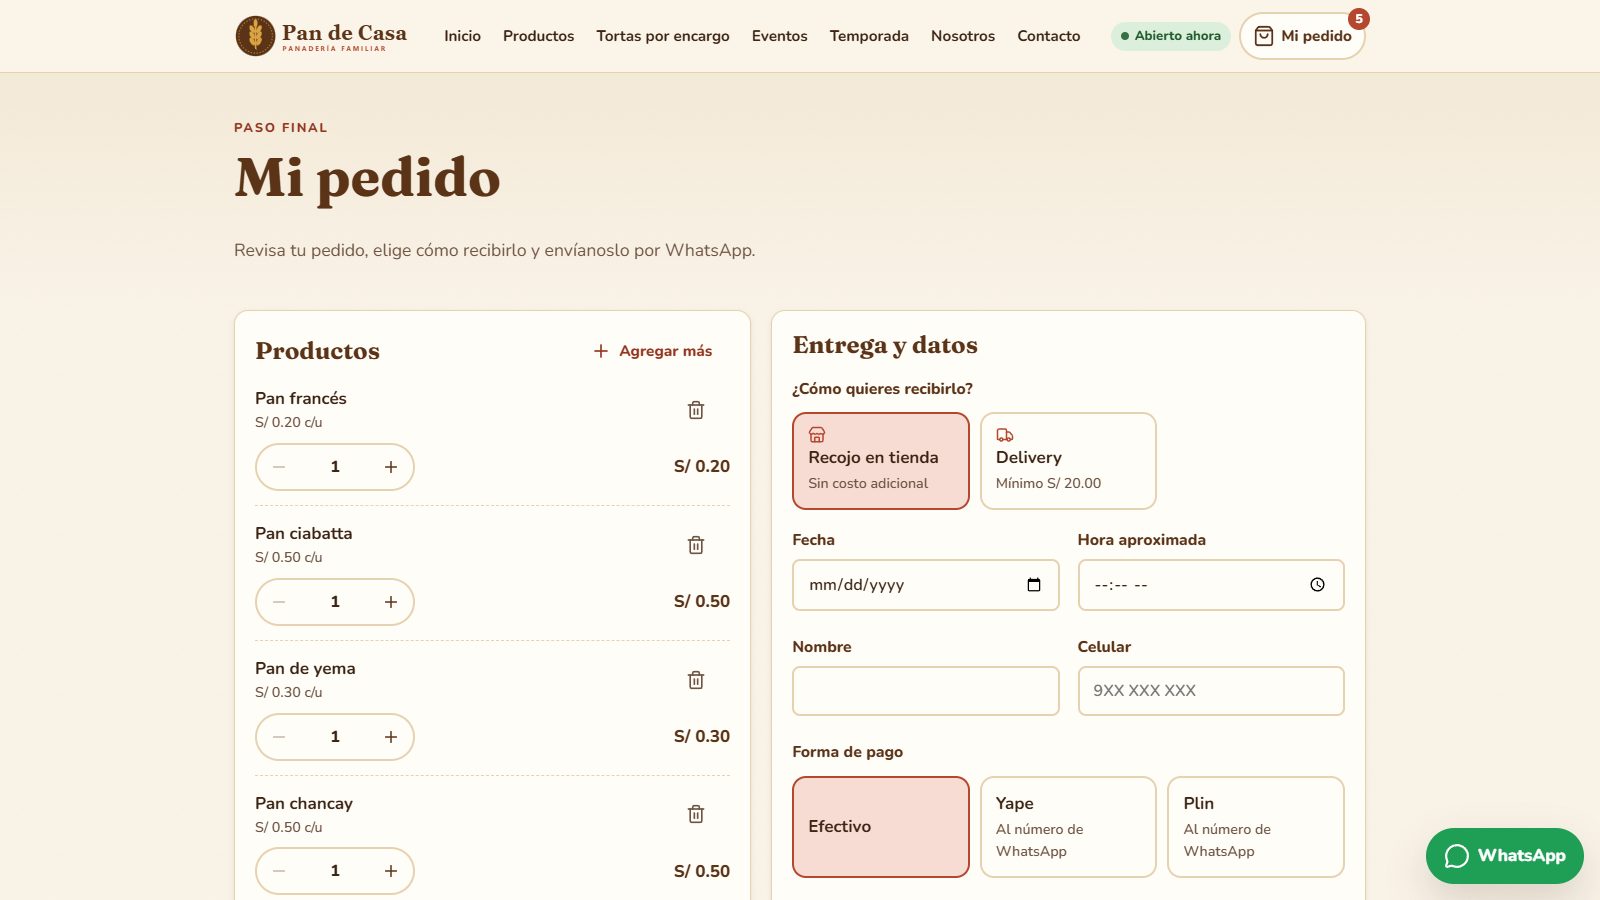 Pan de Casa
PANADERÍA FAMILIAR
Inicio
Productos
Tortas por encargo
Eventos
Temporada
Nosotros
Contacto
Abierto ahora
Mi pedido
5
PASO FINAL
Mi pedido
Revisa tu pedido, elige cómo recibirlo y envíanoslo por WhatsApp.
Productos
Agregar más
Pan francés
S/ 0.20 c/u
1
S/ 0.20
Pan ciabatta
S/ 0.50 c/u
1
S/ 0.50
Pan de yema
S/ 0.30 c/u
1
S/ 0.30
Pan chancay
S/ 0.50 c/u
1
S/ 0.50
Entrega y datos
¿Cómo quieres recibirlo?
Recojo en tienda
Sin costo adicional
Delivery
Mínimo S/ 20.00
Fecha
mm/dd/yyyy
Hora aproximada
--:-- --
Nombre
Celular
9XX XXX XXX
Forma de pago
Efectivo
Yape
Al número de
WhatsApp
Plin
Al número de
WhatsApp
WhatsApp